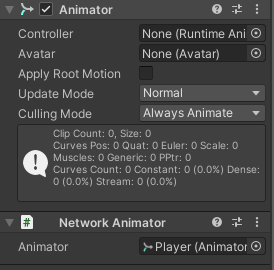 Animator
Controller None (Runtime Ani
Avatar None (Avatar)
Apply Root Motion
Update Mode Normal
Culling Mode Always Animate
Clip Count: 0, Size: 0
Curves Pos: 0 Quat: 0 Euler: 0 Scale: 0
Muscles: 0 Generic: 0 PPtr: 0
Curves Count: 0 Constant: 0 (0.0%) Dense:
0 (0.0%) Stream: 0 (0.0%)
# Network Animator
Animator Player (Animator